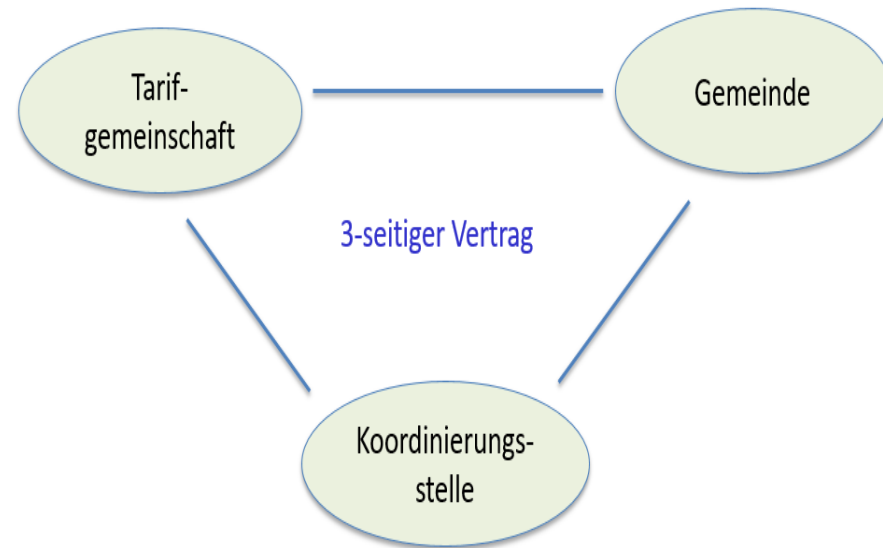 Tarif-
gemeinschaft
Gemeinde
3-seitiger Vertrag
Koordinierungs-
stelle